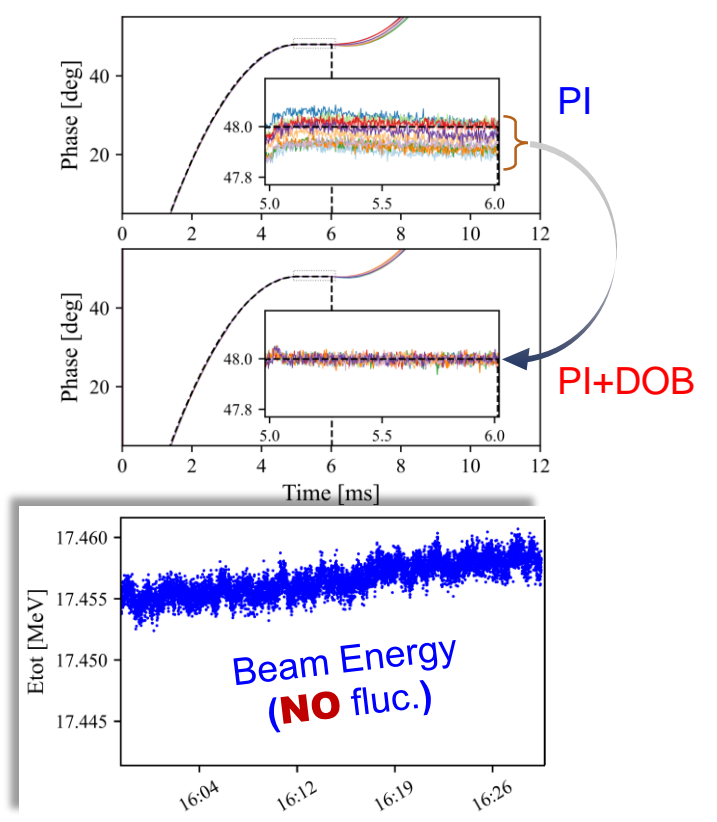 Phase [deg]
40
20
48.0
47.8
5.0 5.5 6.0
0 2 4 6 8 10 12
PI
Phase [deg]
40
20
48.0
47.8
5.0 5.5 6.0
0 2 4 6 8 10 12
Time [ms]
PI+DOB
Etot [MeV]
17.460
17.455
17.450
17.445
Beam Energy
(NO fluc.)
16:04 16:12 16:19 16:26